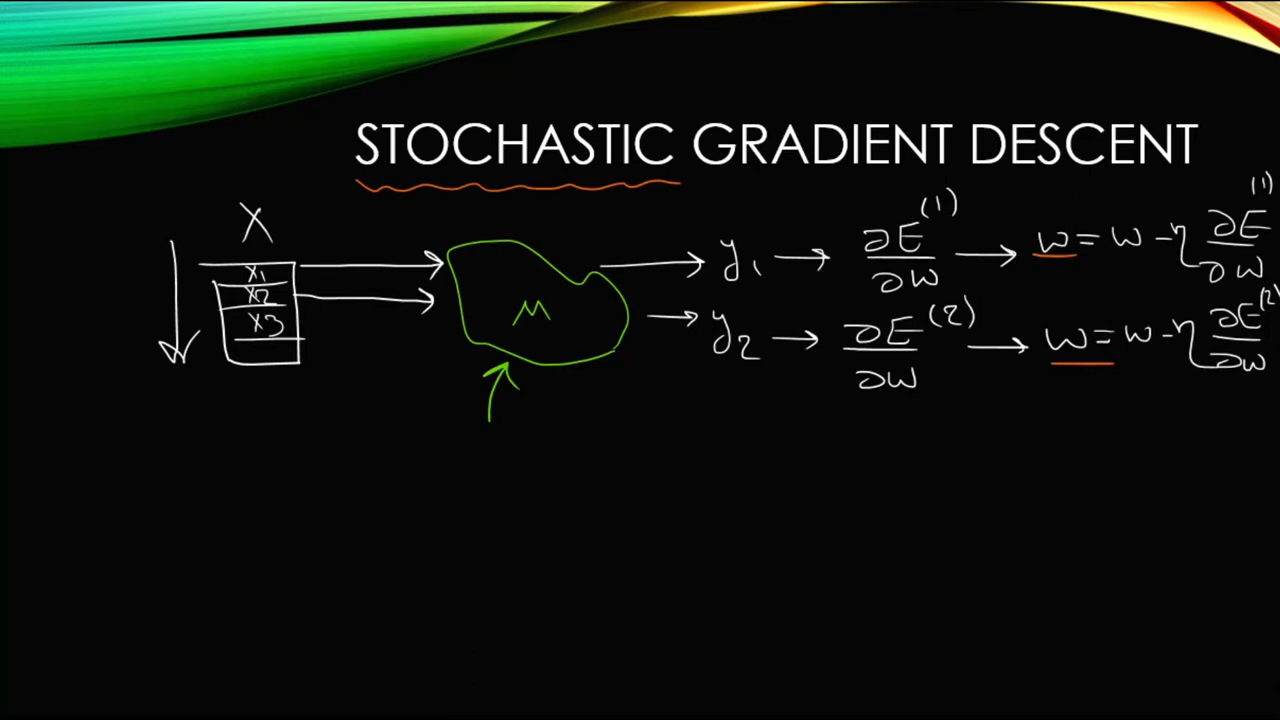 STOCHASTIC GRADIENT DESCENT
X
x1 → y1 → ∂E^(1)/∂w → w = w - η ∂E^(1)/∂w
x2 → M → y2 → ∂E^(2)/∂w → w = w - η ∂E^(2)/∂w
x3